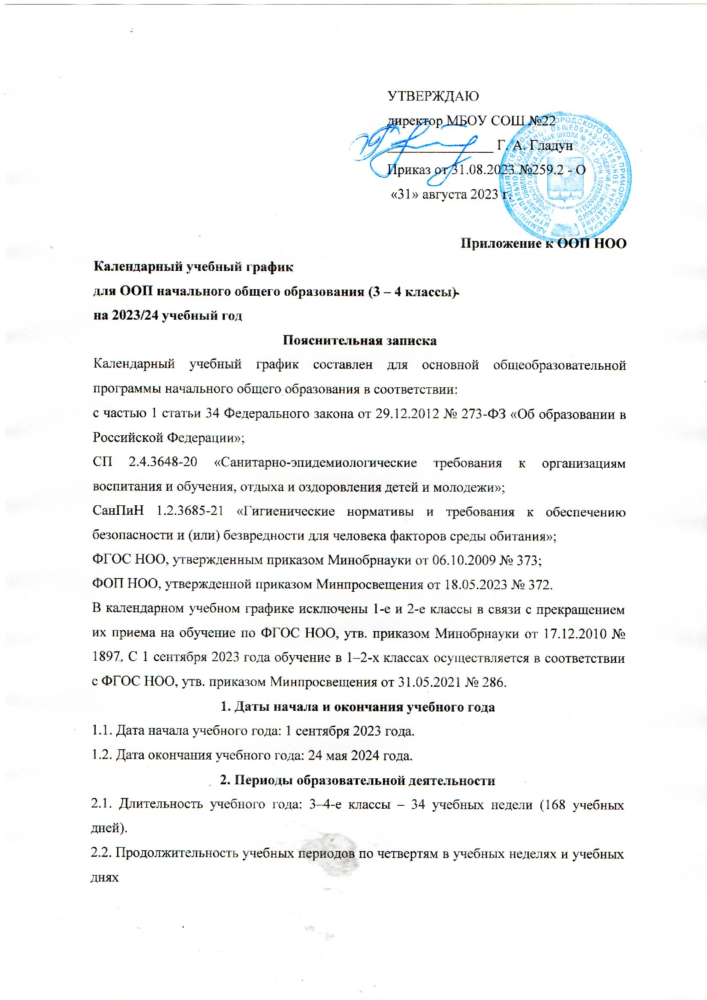 УТВЕРЖДАЮ
директор МБОУ СОШ №22
Г. А. Гладун
Приказ от 31.08.2023 №259.2 - О
«31» августа 2023 г.
Приложение к ООП НОО
Календарный учебный график
для ООП начального общего образования (3 – 4 классы)
на 2023/24 учебный год
Пояснительная записка
Календарный учебный график составлен для основной общеобразовательной
программы начального общего образования в соответствии:
с частью 1 статьи 34 Федерального закона от 29.12.2012 № 273-ФЗ «Об образовании в
Российской Федерации»;
СП 2.4.3648-20 «Санитарно-эпидемиологические требования к организациям
воспитания и обучения, отдыха и оздоровления детей и молодежи»;
СанПиН 1.2.3685-21 «Гигиенические нормативы и требования к обеспечению
безопасности и (или) безвредности для человека факторов среды обитания»;
ФГОС НОО, утвержденным приказом Минобрнауки от 06.10.2009 № 373;
ФОП НОО, утвержденной приказом Минпросвещения от 18.05.2023 № 372.
В календарном учебном графике исключены 1-е и 2-е классы в связи с прекращением
их приема на обучение по ФГОС НОО, утв. приказом Минобрнауки от 17.12.2010 №
1897. С 1 сентября 2023 года обучение в 1–2-х классах осуществляется в соответствии
с ФГОС НОО, утв. приказом Минпросвещения от 31.05.2021 № 286.
1. Даты начала и окончания учебного года
1.1. Дата начала учебного года: 1 сентября 2023 года.
1.2. Дата окончания учебного года: 24 мая 2024 года.
2. Периоды образовательной деятельности
2.1. Длительность учебного года: 3–4-е классы – 34 учебных недели (168 учебных
дней).
2.2. Продолжительность учебных периодов по четвертям в учебных неделях и учебных
днях